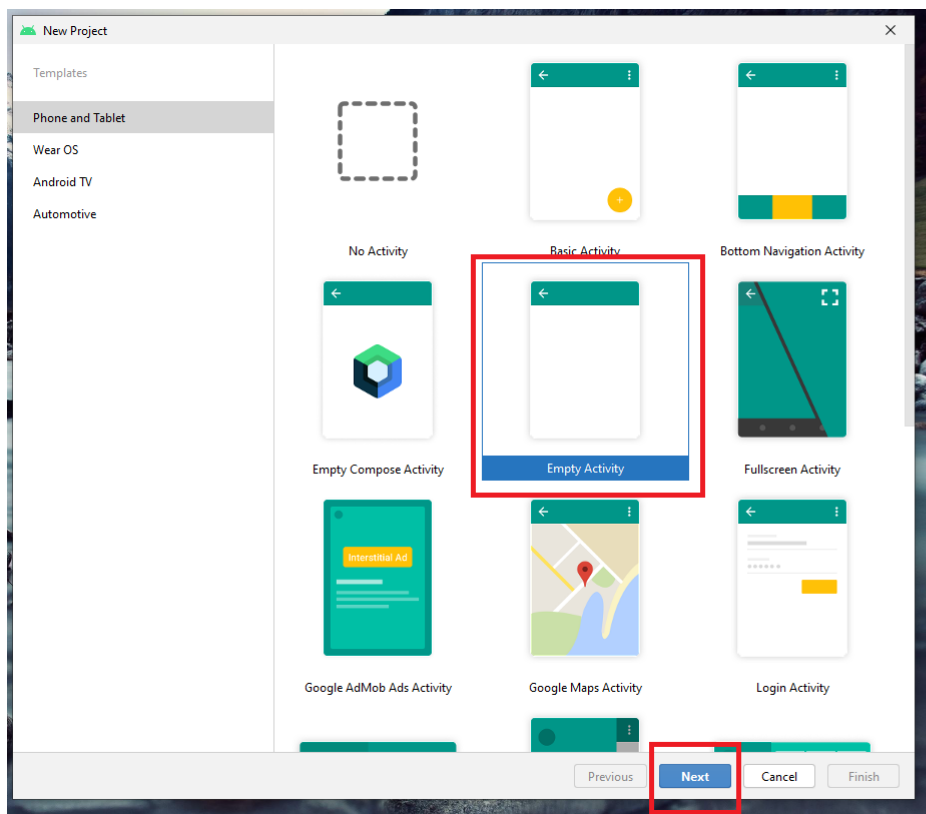 New Project
Templates
Phone and Tablet
Wear OS
Android TV
Automotive
No Activity
Basic Activity
Bottom Navigation Activity
Empty Compose Activity
Empty Activity
Fullscreen Activity
Interstitial Ad
Google AdMob Ads Activity
Google Maps Activity
Login Activity
Previous
Next
Cancel
Finish